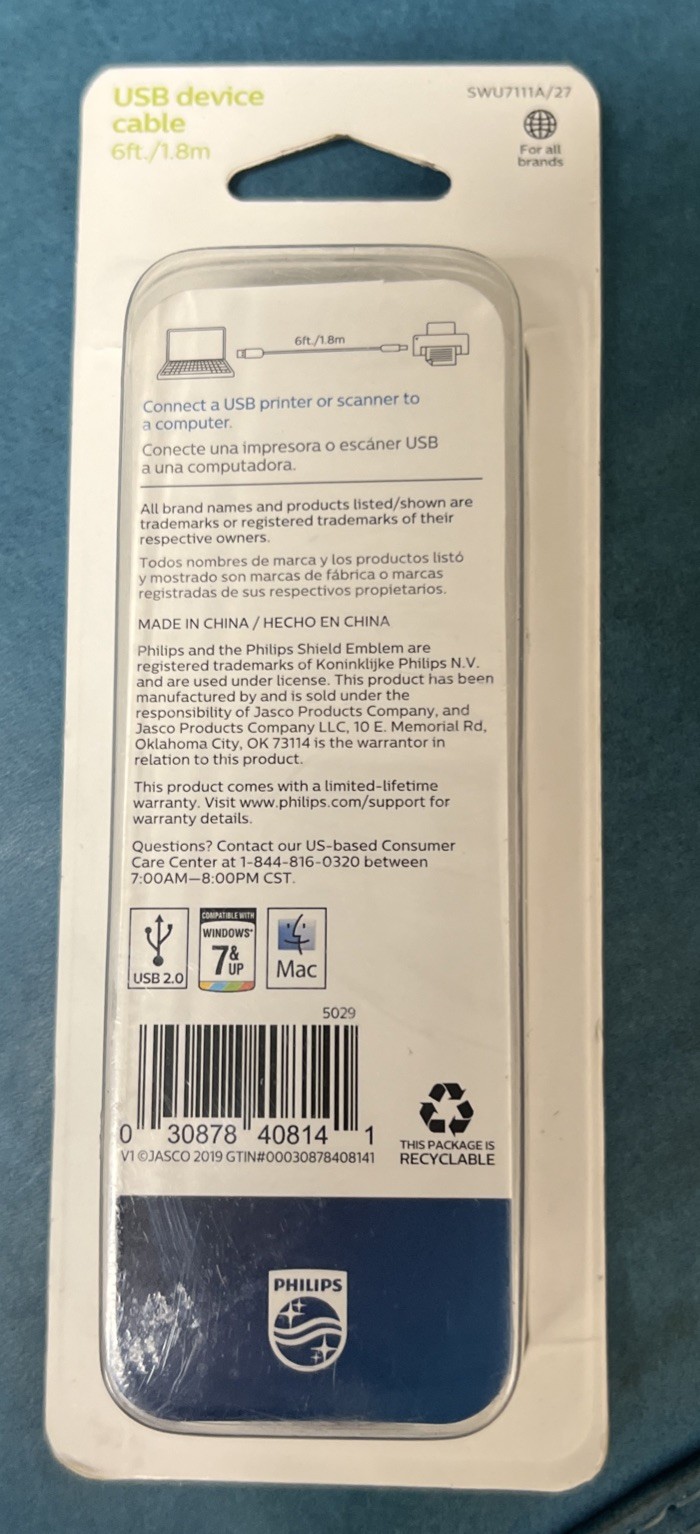 USB device
cable
6ft./1.8m
SWU7111A/27
For all
brands
6ft./1.8m
Connect a USB printer or scanner to
a computer.
Conecte una impresora o escáner USB
a una computadora.
All brand names and products listed/shown are
trademarks or registered trademarks of their
respective owners.
Todos nombres de marca y los productos listó
y mostrado son marcas de fábrica o marcas
registradas de sus respectivos propietarios.
MADE IN CHINA / HECHO EN CHINA
Philips and the Philips Shield Emblem are
registered trademarks of Koninklijke Philips N.V.
and are used under license. This product has been
manufactured by and is sold under the
responsibility of Jasco Products Company, and
Jasco Products Company LLC, 10 E. Memorial Rd,
Oklahoma City, OK 73114 is the warrantor in
relation to this product.
This product comes with a limited-lifetime
warranty. Visit www.philips.com/support for
warranty details.
Questions? Contact our US-based Consumer
Care Center at 1-844-816-0320 between
7:00AM—8:00PM CST.
USB 2.0
COMPATIBLE WITH
WINDOWS*
7&
UP
Mac
5029
0 30878 40814 1
V1 ©JASCO 2019 GTIN#00030878408141
THIS PACKAGE IS
RECYCLABLE
PHILIPS